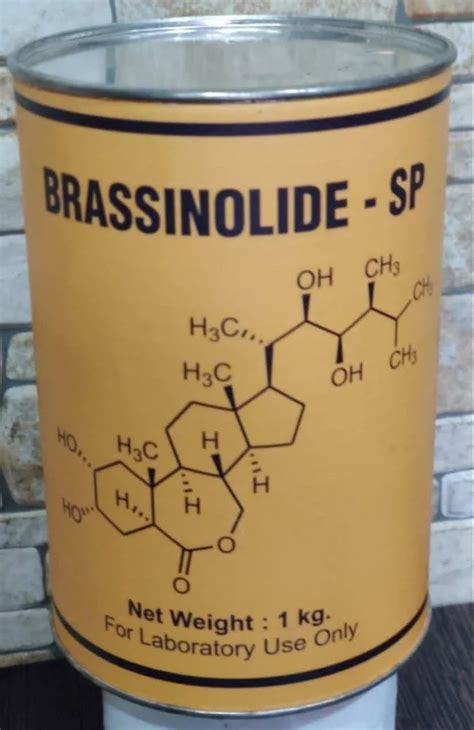 BRASSINOLIDE - SP
OH
CH₃
CH₃
H₃C
OH
CH₃
H₃C
HO
H₃C
H
H
H
HO
H
O
O
Net Weight : 1 kg.
For Laboratory Use Only